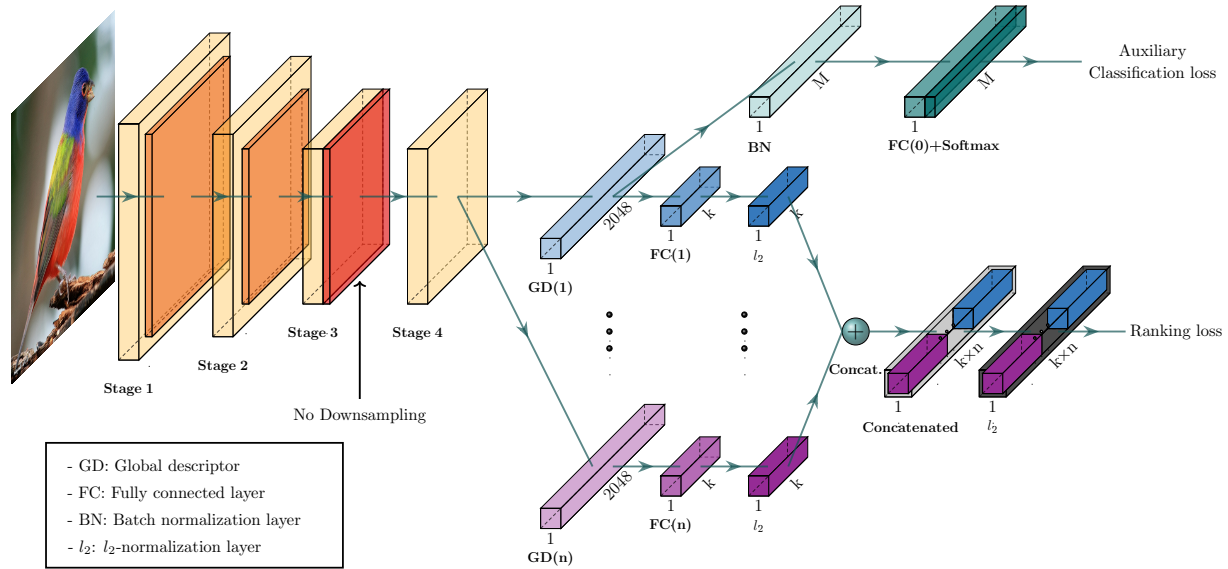 Auxiliary
Classification loss
M
M
1
BN
1
FC(0)+Softmax
2048
k
k
1
GD(1)
1
FC(1)
1
l₂
Stage 1
Stage 2
Stage 3
Stage 4
No Downsampling
+
Concat.
k×n
k×n
Ranking loss
1
Concatenated
1
l₂
2048
k
k
1
GD(n)
1
FC(n)
1
l₂
- GD: Global descriptor
- FC: Fully connected layer
- BN: Batch normalization layer
- l₂: l₂-normalization layer